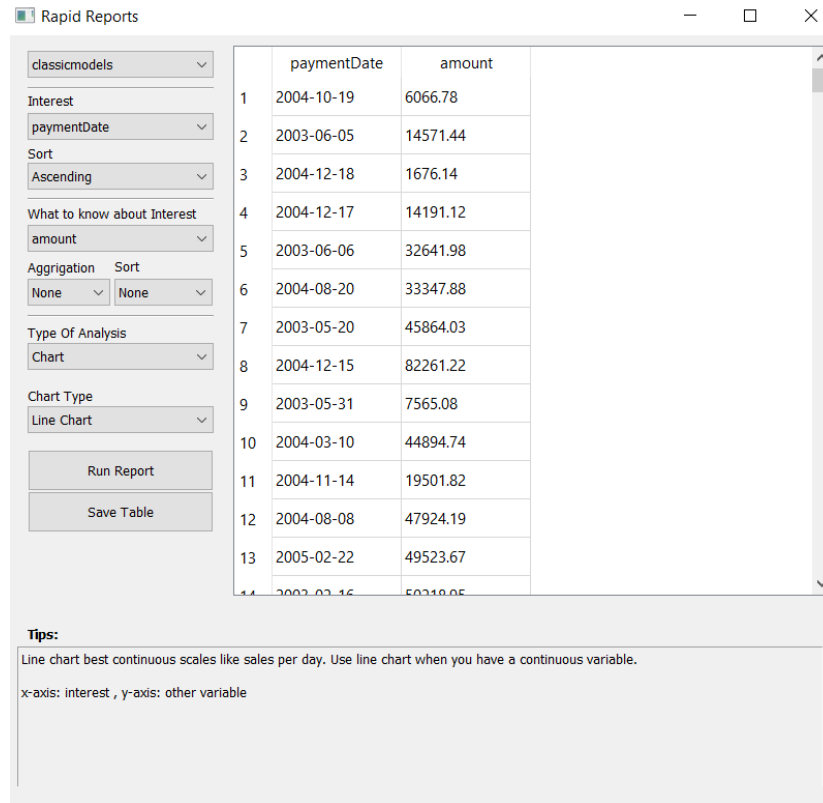 Rapid Reports
classicmodels
Interest
paymentDate
Sort
Ascending
What to know about Interest
amount
Aggrigation Sort
None None
Type Of Analysis
Chart
Chart Type
Line Chart
Run Report
Save Table
paymentDate amount
1 2004-10-19 6066.78
2 2003-06-05 14571.44
3 2004-12-18 1676.14
4 2004-12-17 14191.12
5 2003-06-06 32641.98
6 2004-08-20 33347.88
7 2003-05-20 45864.03
8 2004-12-15 82261.22
9 2003-05-31 7565.08
10 2004-03-10 44894.74
11 2004-11-14 19501.82
12 2004-08-08 47924.19
13 2005-02-22 49523.67
Tips:
Line chart best continuous scales like sales per day. Use line chart when you have a continuous variable.
x-axis: interest , y-axis: other variable